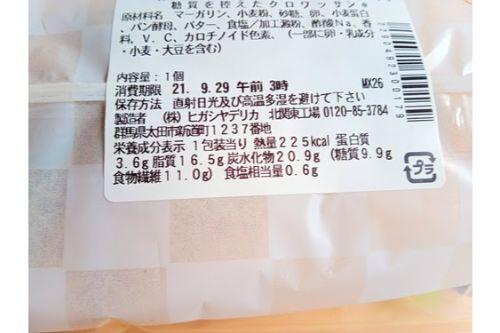 糖質を控えたクロワッサン
原材料名　マーガリン、小麦粉、砂糖、卵、小麦蛋白
、パン酵母、バター、食塩／加工澱粉、酢酸Ｎａ、香
料、Ｖ．Ｃ、カロチノイド色素、（一部に卵・乳成分
・小麦・大豆を含む）
内容量：１個
消費期限　21. 9.29 午前 3時
MX26
保存方法　直射日光及び高温多湿を避けて下さい
製造者　（株）ヒガシヤデリカ　北関東工場 0120-85-3784
群馬県太田市新道町１２３７番地
栄養成分表示　１包装当り　熱量２２５kcal 蛋白質
３.６g 脂質１６.５g 炭水化物２０.９g（糖質９.９g
食物繊維１１.０g）食塩相当量０.６g
プラ